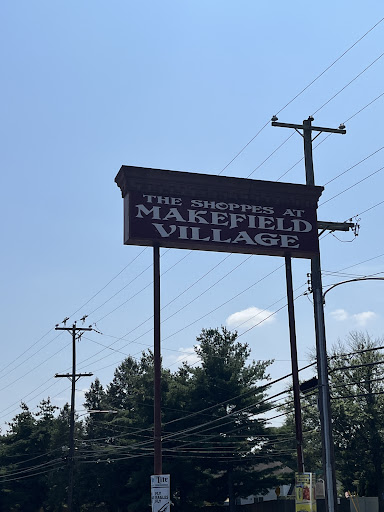 THE SHOPPES AT
MAKEFIELD
VILLAGE